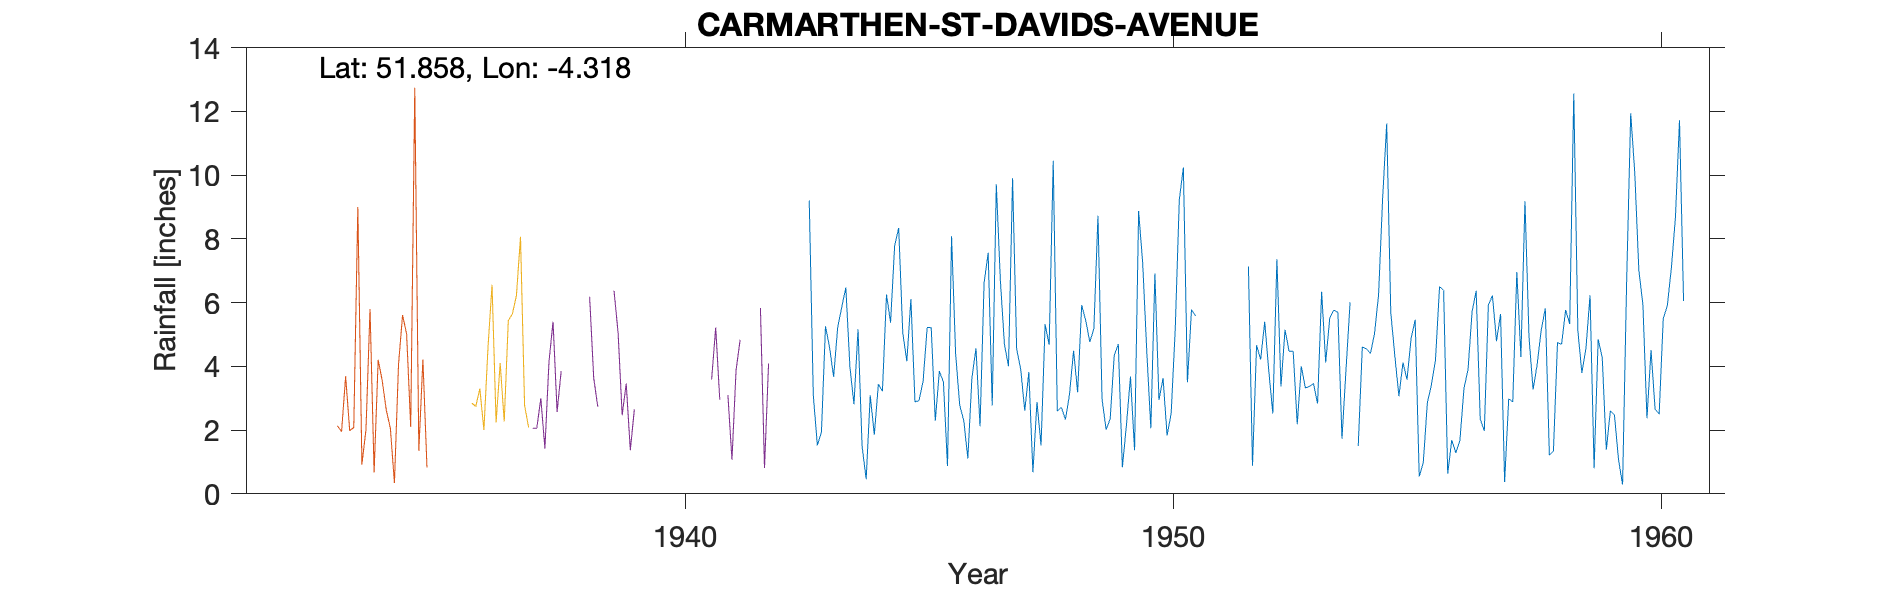 CARMARTHEN-ST-DAVIDS-AVENUE
Lat: 51.858, Lon: -4.318
14
12
10
8
6
4
2
0
Rainfall [inches]
1940 1950 1960
Year